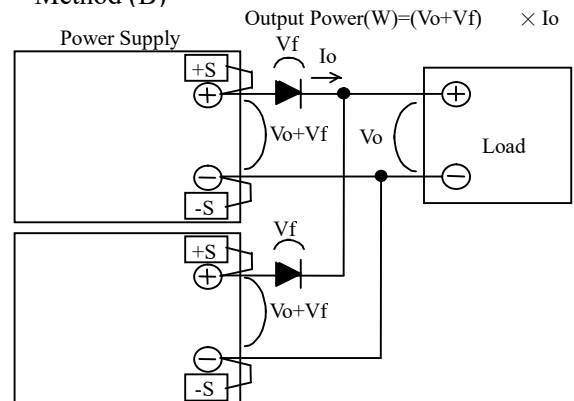 Method (B)
Output Power(W)=(Vo+Vf) × Io
Power Supply
Vf
Io
+S
+
Vo+Vf
Vo
+
Load
−
−
-S
Vf
+S
+
Vo+Vf
−
-S